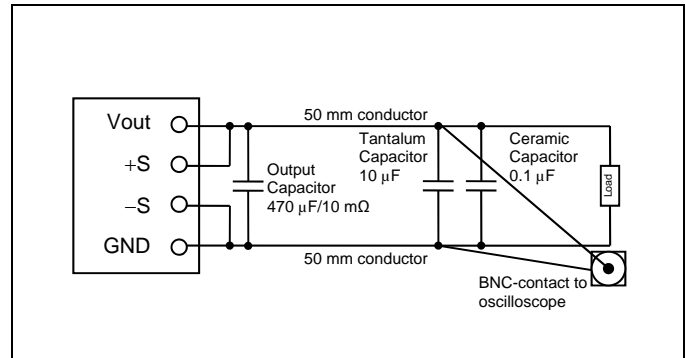 50 mm conductor
Vout
+S
−S
GND
Output
Capacitor
470 μF/10 mΩ
Tantalum
Capacitor
10 μF
Ceramic
Capacitor
0.1 μF
Load
50 mm conductor
BNC-contact to
oscilloscope